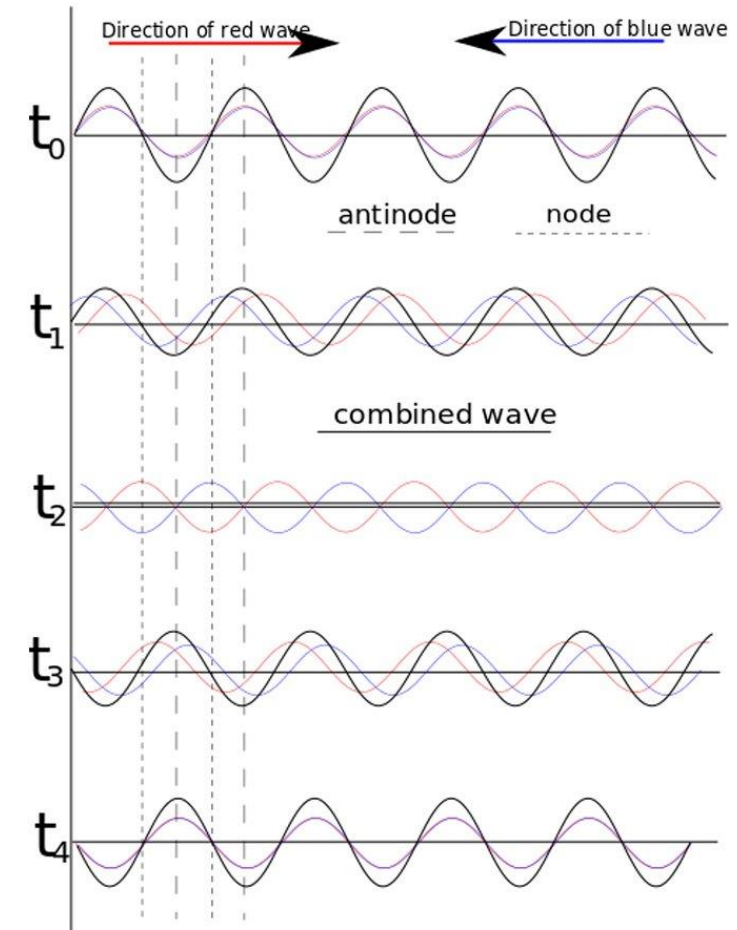 Direction of red wave
Direction of blue wave
t0
antinode
node
t1
combined wave
t2
t3
t4